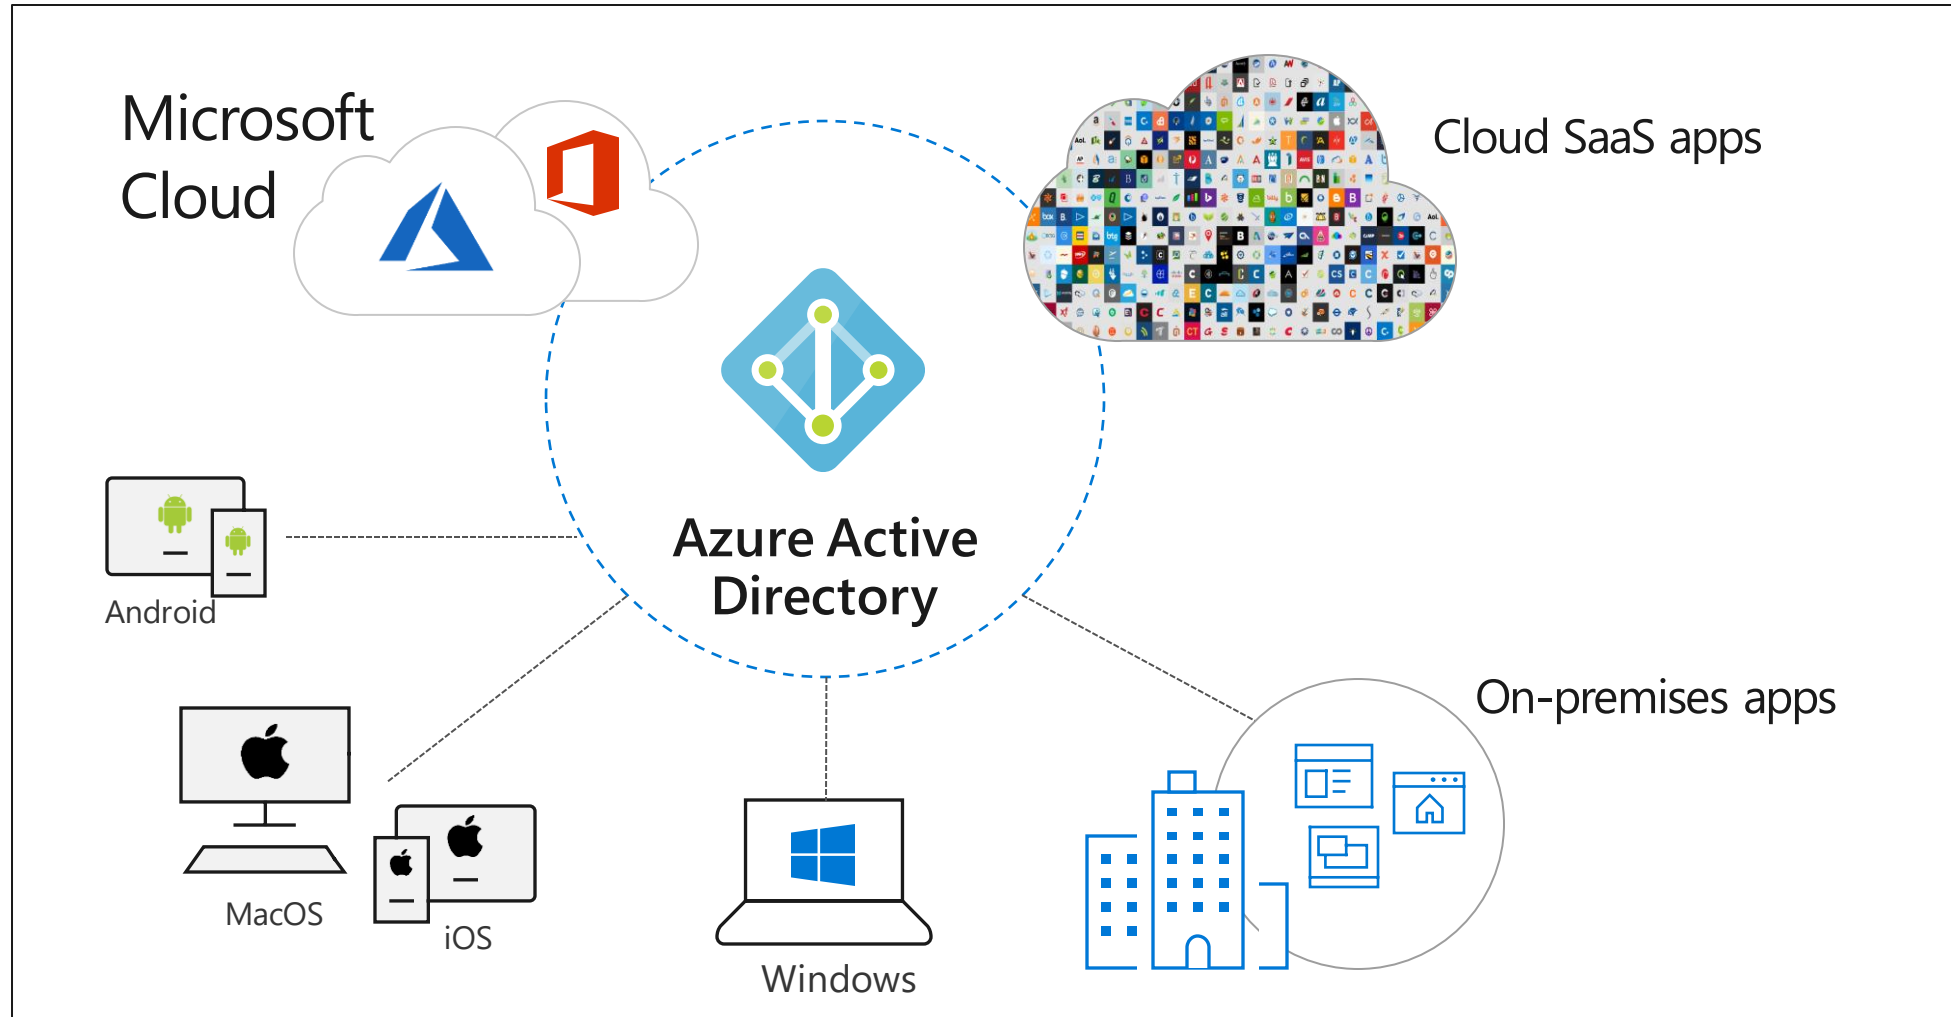 Microsoft
Cloud
Cloud SaaS apps
Azure Active
Directory
Android
On-premises apps
MacOS
iOS
Windows